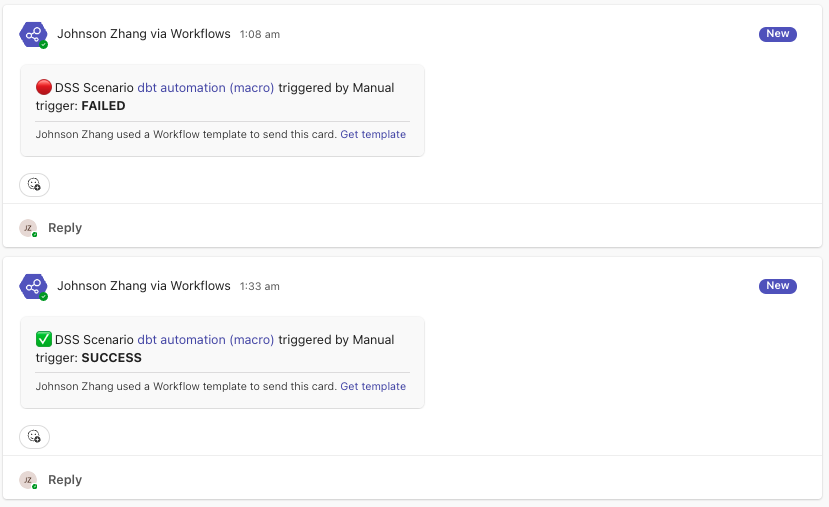 Johnson Zhang via Workflows 1:08 am New
DSS Scenario dbt automation (macro) triggered by Manual
trigger: FAILED
Johnson Zhang used a Workflow template to send this card. Get template
JZ Reply
Johnson Zhang via Workflows 1:33 am New
DSS Scenario dbt automation (macro) triggered by Manual
trigger: SUCCESS
Johnson Zhang used a Workflow template to send this card. Get template
JZ Reply